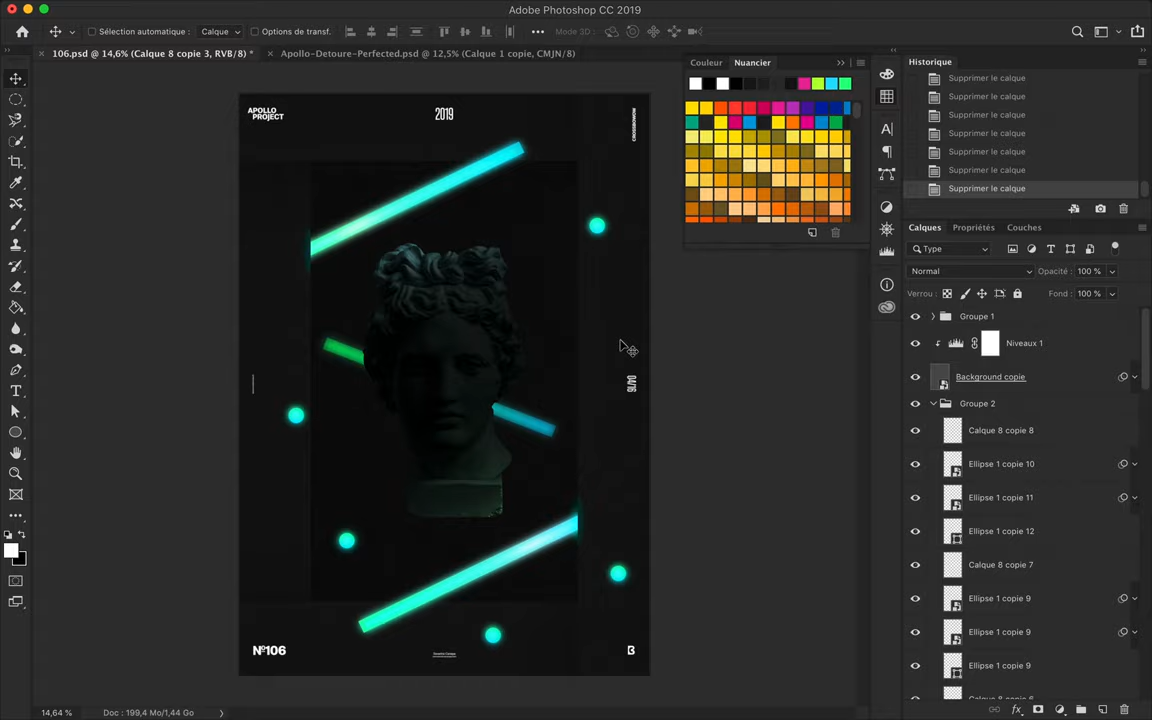 Adobe Photoshop CC 2019
Sélection automatique :
Calque
Options de transf.
Mode 3D :
106.psd @ 14,6% (Calque 8 copie 3, RVB/8) *
Apollo-Detoure-Perfected.psd @ 12,5% (Calque 1 copie, CMJN/8)
Couleur
Nuancier
Historique
Supprimer le calque
Supprimer le calque
Supprimer le calque
Supprimer le calque
Supprimer le calque
Supprimer le calque
Supprimer le calque
APOLLO
PROJECT
2019
04/16
Nº106
Calques
Propriétés
Couches
Type
Normal
Opacité : 100 %
Verrou :
Fond : 100 %
Groupe 1
Niveaux 1
Background copie
Groupe 2
Calque 8 copie 8
Ellipse 1 copie 10
Ellipse 1 copie 11
Ellipse 1 copie 12
Calque 8 copie 7
Ellipse 1 copie 9
Ellipse 1 copie 9
Ellipse 1 copie 9
14,64 %
Doc : 199,4 Mo/1,44 Go